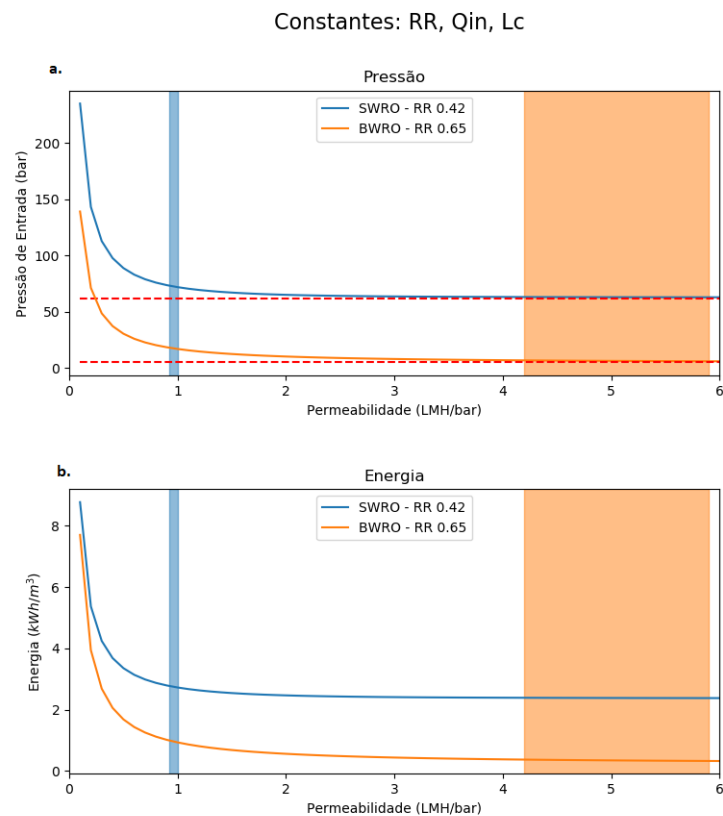 Constantes: RR, Qin, Lc
a.
Pressão
SWRO - RR 0.42
BWRO - RR 0.65
Pressão de Entrada (bar)
200
150
100
50
0
0 1 2 3 4 5 6
Permeabilidade (LMH/bar)
b.
Energia
SWRO - RR 0.42
BWRO - RR 0.65
Energia (kWh/m³)
8
6
4
2
0
0 1 2 3 4 5 6
Permeabilidade (LMH/bar)